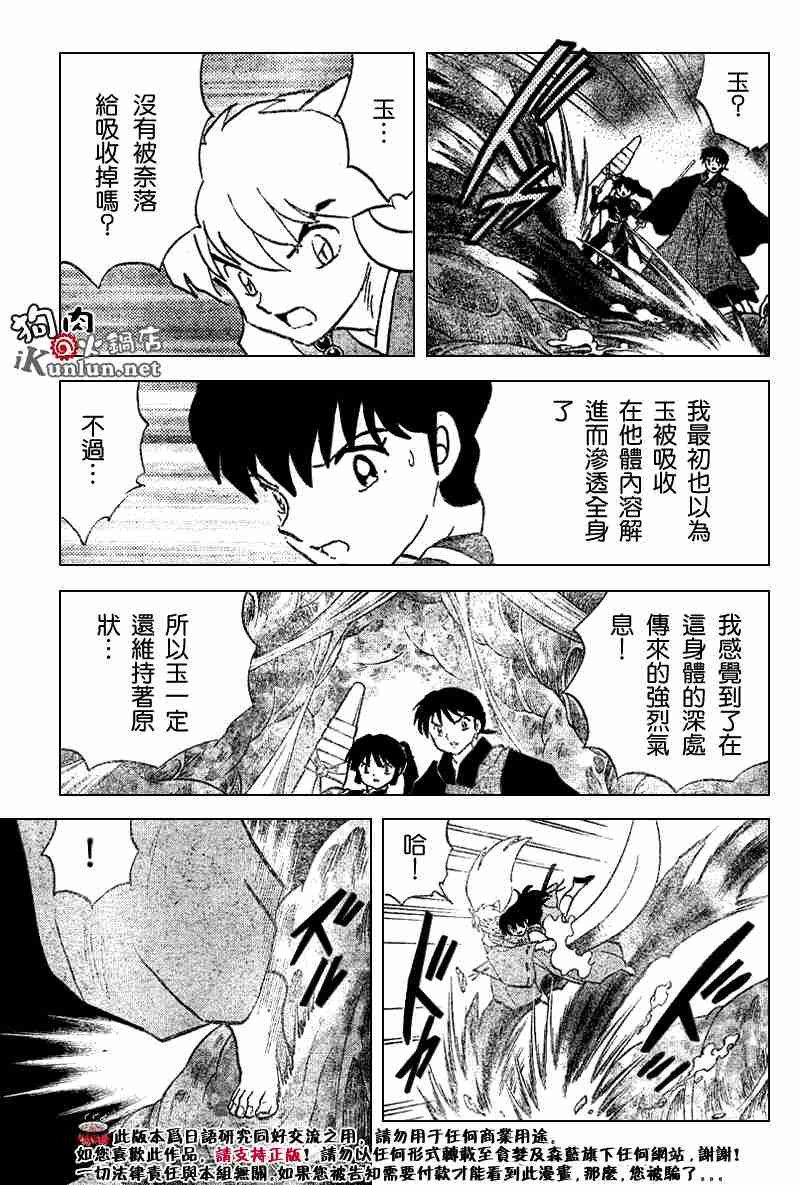 玉?
玉…
沒有被奈落
給吸收掉嗎?
狗肉
火鍋店
iKunlun.net
我最初也以為
玉被吸收
在他體內溶解
進而滲透全身
了
不過…
我感覺到了在
這身體的深處
傳來的強烈氣
息!
所以玉一定
還維持著原
狀…
哈!
ズズズ
!
ズズ
此版本爲日語研究同好交流之用,請勿用于任何商業用途。
如您喜歡此作品,請支持正版!請勿以任何形式轉載至貪婪及森藍旗下任何網站,謝謝!
一切法律責任與本組無關,如果您被告知需要付款才能看到此漫畫,那麽,您被騙了...